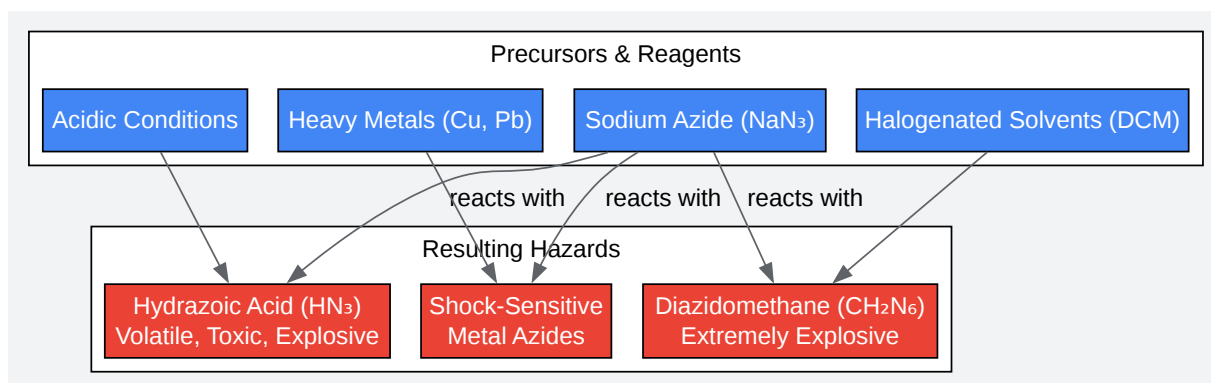 Precursors & Reagents
Acidic Conditions
Heavy Metals (Cu, Pb)
Sodium Azide (NaN₃)
Halogenated Solvents (DCM)
reacts with
reacts with
reacts with
Resulting Hazards
Hydrazoic Acid (HN₃)
Volatile, Toxic, Explosive
Shock-Sensitive
Metal Azides
Diazidomethane (CH₂N₆)
Extremely Explosive